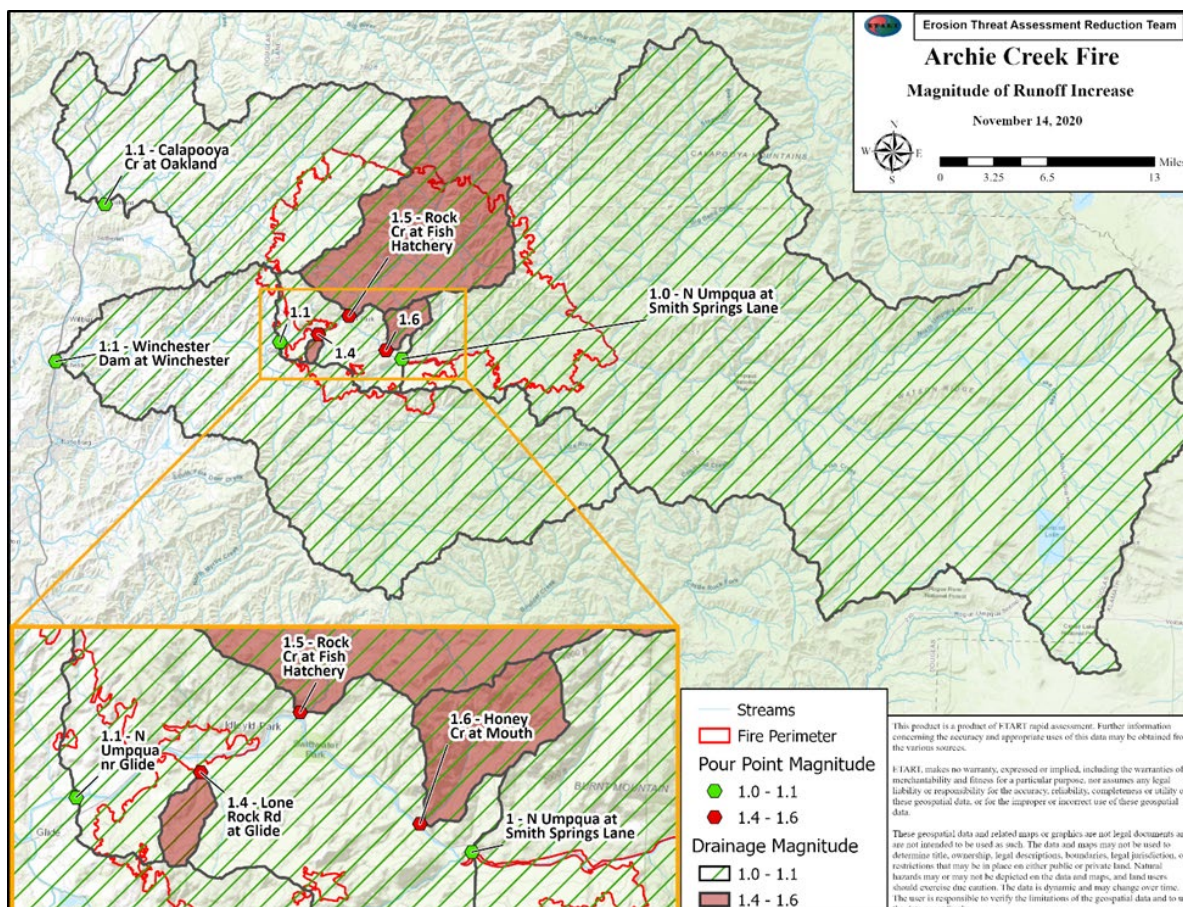 Erosion Threat Assessment Reduction Team
Archie Creek Fire
Magnitude of Runoff Increase
November 14, 2020
N
W
E
S
Miles
0
3.25
6.5
13
1.1 - Calapooya
Cr at Oakland
1.5 - Rock
Cr at Fish
Hatchery
1.0 - N Umpqua at
Smith Springs Lane
1.1
1.4
1.6
1.1 - Winchester
Dam at Winchester
CALAPOOYA MOUNTAINS
WATSON RIDGE
1.5 - Rock
Cr at Fish
Hatchery
1.6 - Honey
Cr at Mouth
1.1 - N
Umpqua
nr Glide
Idleyld Park
1.4 - Lone
Rock Rd
at Glide
Glide
BURNT MOUNTAIN
1 - N Umpqua at
Smith Springs Lane
Streams
Fire Perimeter
Pour Point Magnitude
1.0 - 1.1
1.4 - 1.6
Drainage Magnitude
1.0 - 1.1
1.4 - 1.6
This product is a product of ETART rapid assessment. Further information
concerning the accuracy and appropriate uses of this data may be obtained
the various sources.
ETART, makes no warranty, expressed or implied, including the warranties of
merchantability and fitness for a particular purpose, nor assumes any legal
liability or responsibility for the accuracy, reliability, completeness or utility of
these geospatial data, or for the improper or incorrect use of these geospatial
data.
These geospatial data and related maps or graphics are not legal documents
are not intended to be used as such. The data and maps may not be used to
determine title, ownership, legal descriptions, boundaries, legal jurisdiction,
restrictions that may be in place on either public or private land. Natural
hazards may or may not be depicted on the data and maps, and land users
should exercise due caution. The data is dynamic and may change over time.
The user is responsible to verify the limitations of the geospatial data and to